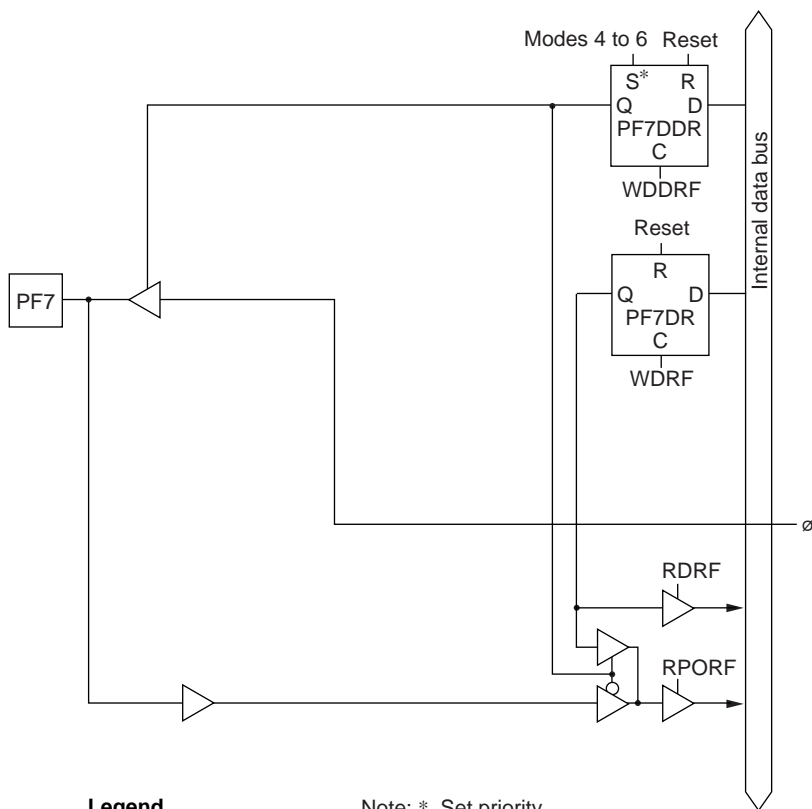 Modes 4 to 6 Reset
S* R
Q D
PF7DDR
C
WDDRF
Internal data bus
Reset
R
Q D
PF7DR
C
WDRF
PF7
ø
RDRF
RPORF
Legend Note: * Set priority